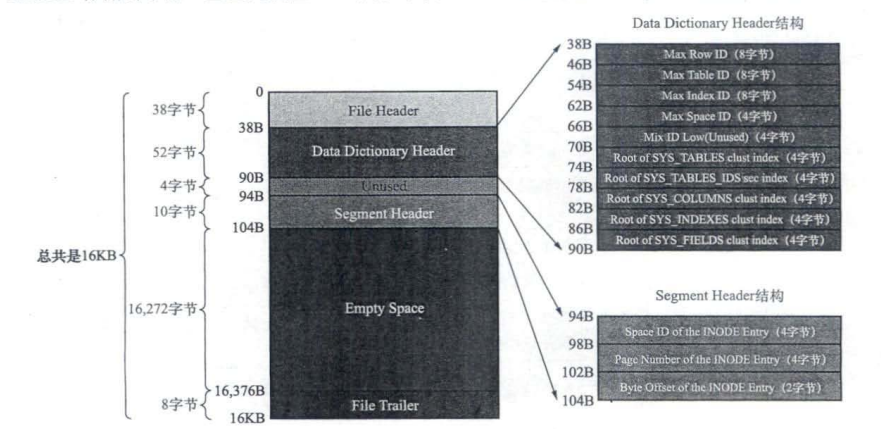 Data Dictionary Header结构
38B
Max Row ID（8字节）
46B
Max Table ID（8字节）
54B
Max Index ID（8字节）
62B
Max Space ID（4字节）
66B
Mix ID Low(Unused)（4字节）
70B
Root of SYS_TABLES clust index（4字节）
74B
Root of SYS_TABLES_IDS sec index（4字节）
78B
Root of SYS_COLUMNS clust index（4字节）
82B
Root of SYS_INDEXES clust index（4字节）
86B
Root of SYS_FIELDS clust index（4字节）
90B
总共是16KB
0
38字节
File Header
38B
52字节
Data Dictionary Header
90B
4字节
Unused
94B
10字节
Segment Header
104B
16,272字节
Empty Space
16,376B
8字节
File Trailer
16KB
Segment Header结构
94B
Space ID of the INODE Entry（4字节）
98B
Page Number of the INODE Entry（4字节）
102B
Byte Offset of the INODE Entry（2字节）
104B